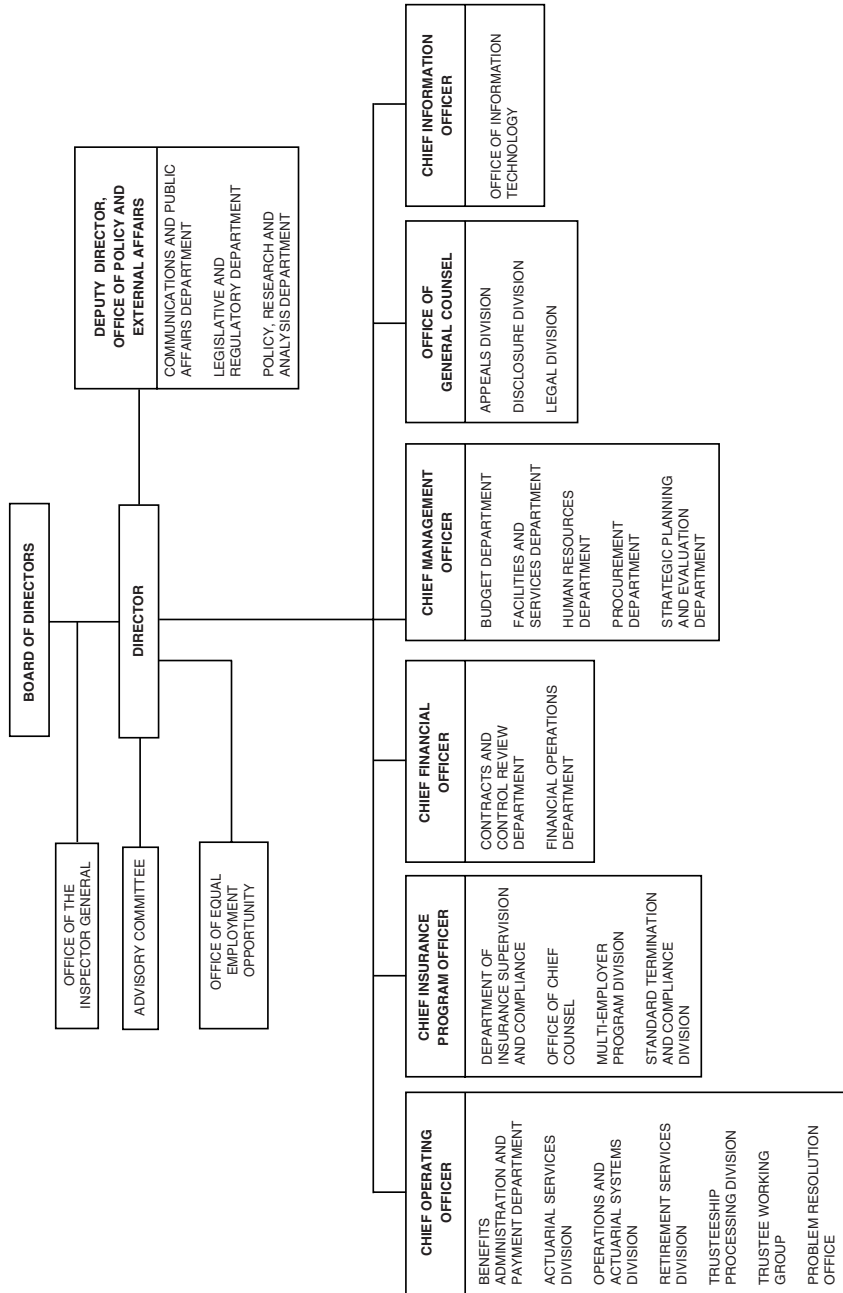 BOARD OF DIRECTORS
OFFICE OF THE
INSPECTOR GENERAL
DIRECTOR
ADVISORY COMMITTEE
OFFICE OF EQUAL
EMPLOYMENT
OPPORTUNITY
DEPUTY DIRECTOR,
OFFICE OF POLICY AND
EXTERNAL AFFAIRS
COMMUNICATIONS AND PUBLIC
AFFAIRS DEPARTMENT
LEGISLATIVE AND
REGULATORY DEPARTMENT
POLICY, RESEARCH AND
ANALYSIS DEPARTMENT
CHIEF OPERATING
OFFICER
BENEFITS
ADMINISTRATION AND
PAYMENT DEPARTMENT
ACTUARIAL SERVICES
DIVISION
OPERATIONS AND
ACTUARIAL SYSTEMS
DIVISION
RETIREMENT SERVICES
DIVISION
TRUSTEESHIP
PROCESSING DIVISION
TRUSTEE WORKING
GROUP
PROBLEM RESOLUTION
OFFICE
CHIEF INSURANCE
PROGRAM OFFICER
DEPARTMENT OF
INSURANCE SUPERVISION
AND COMPLIANCE
OFFICE OF CHIEF
COUNSEL
MULTI-EMPLOYER
PROGRAM DIVISION
STANDARD TERMINATION
AND COMPLIANCE
DIVISION
CHIEF FINANCIAL
OFFICER
CONTRACTS AND
CONTROL REVIEW
DEPARTMENT
FINANCIAL OPERATIONS
DEPARTMENT
CHIEF MANAGEMENT
OFFICER
BUDGET DEPARTMENT
FACILITIES AND
SERVICES DEPARTMENT
HUMAN RESOURCES
DEPARTMENT
PROCUREMENT
DEPARTMENT
STRATEGIC PLANNING
AND EVALUATION
DEPARTMENT
OFFICE OF
GENERAL COUNSEL
APPEALS DIVISION
DISCLOSURE DIVISION
LEGAL DIVISION
CHIEF INFORMATION
OFFICER
OFFICE OF INFORMATION
TECHNOLOGY